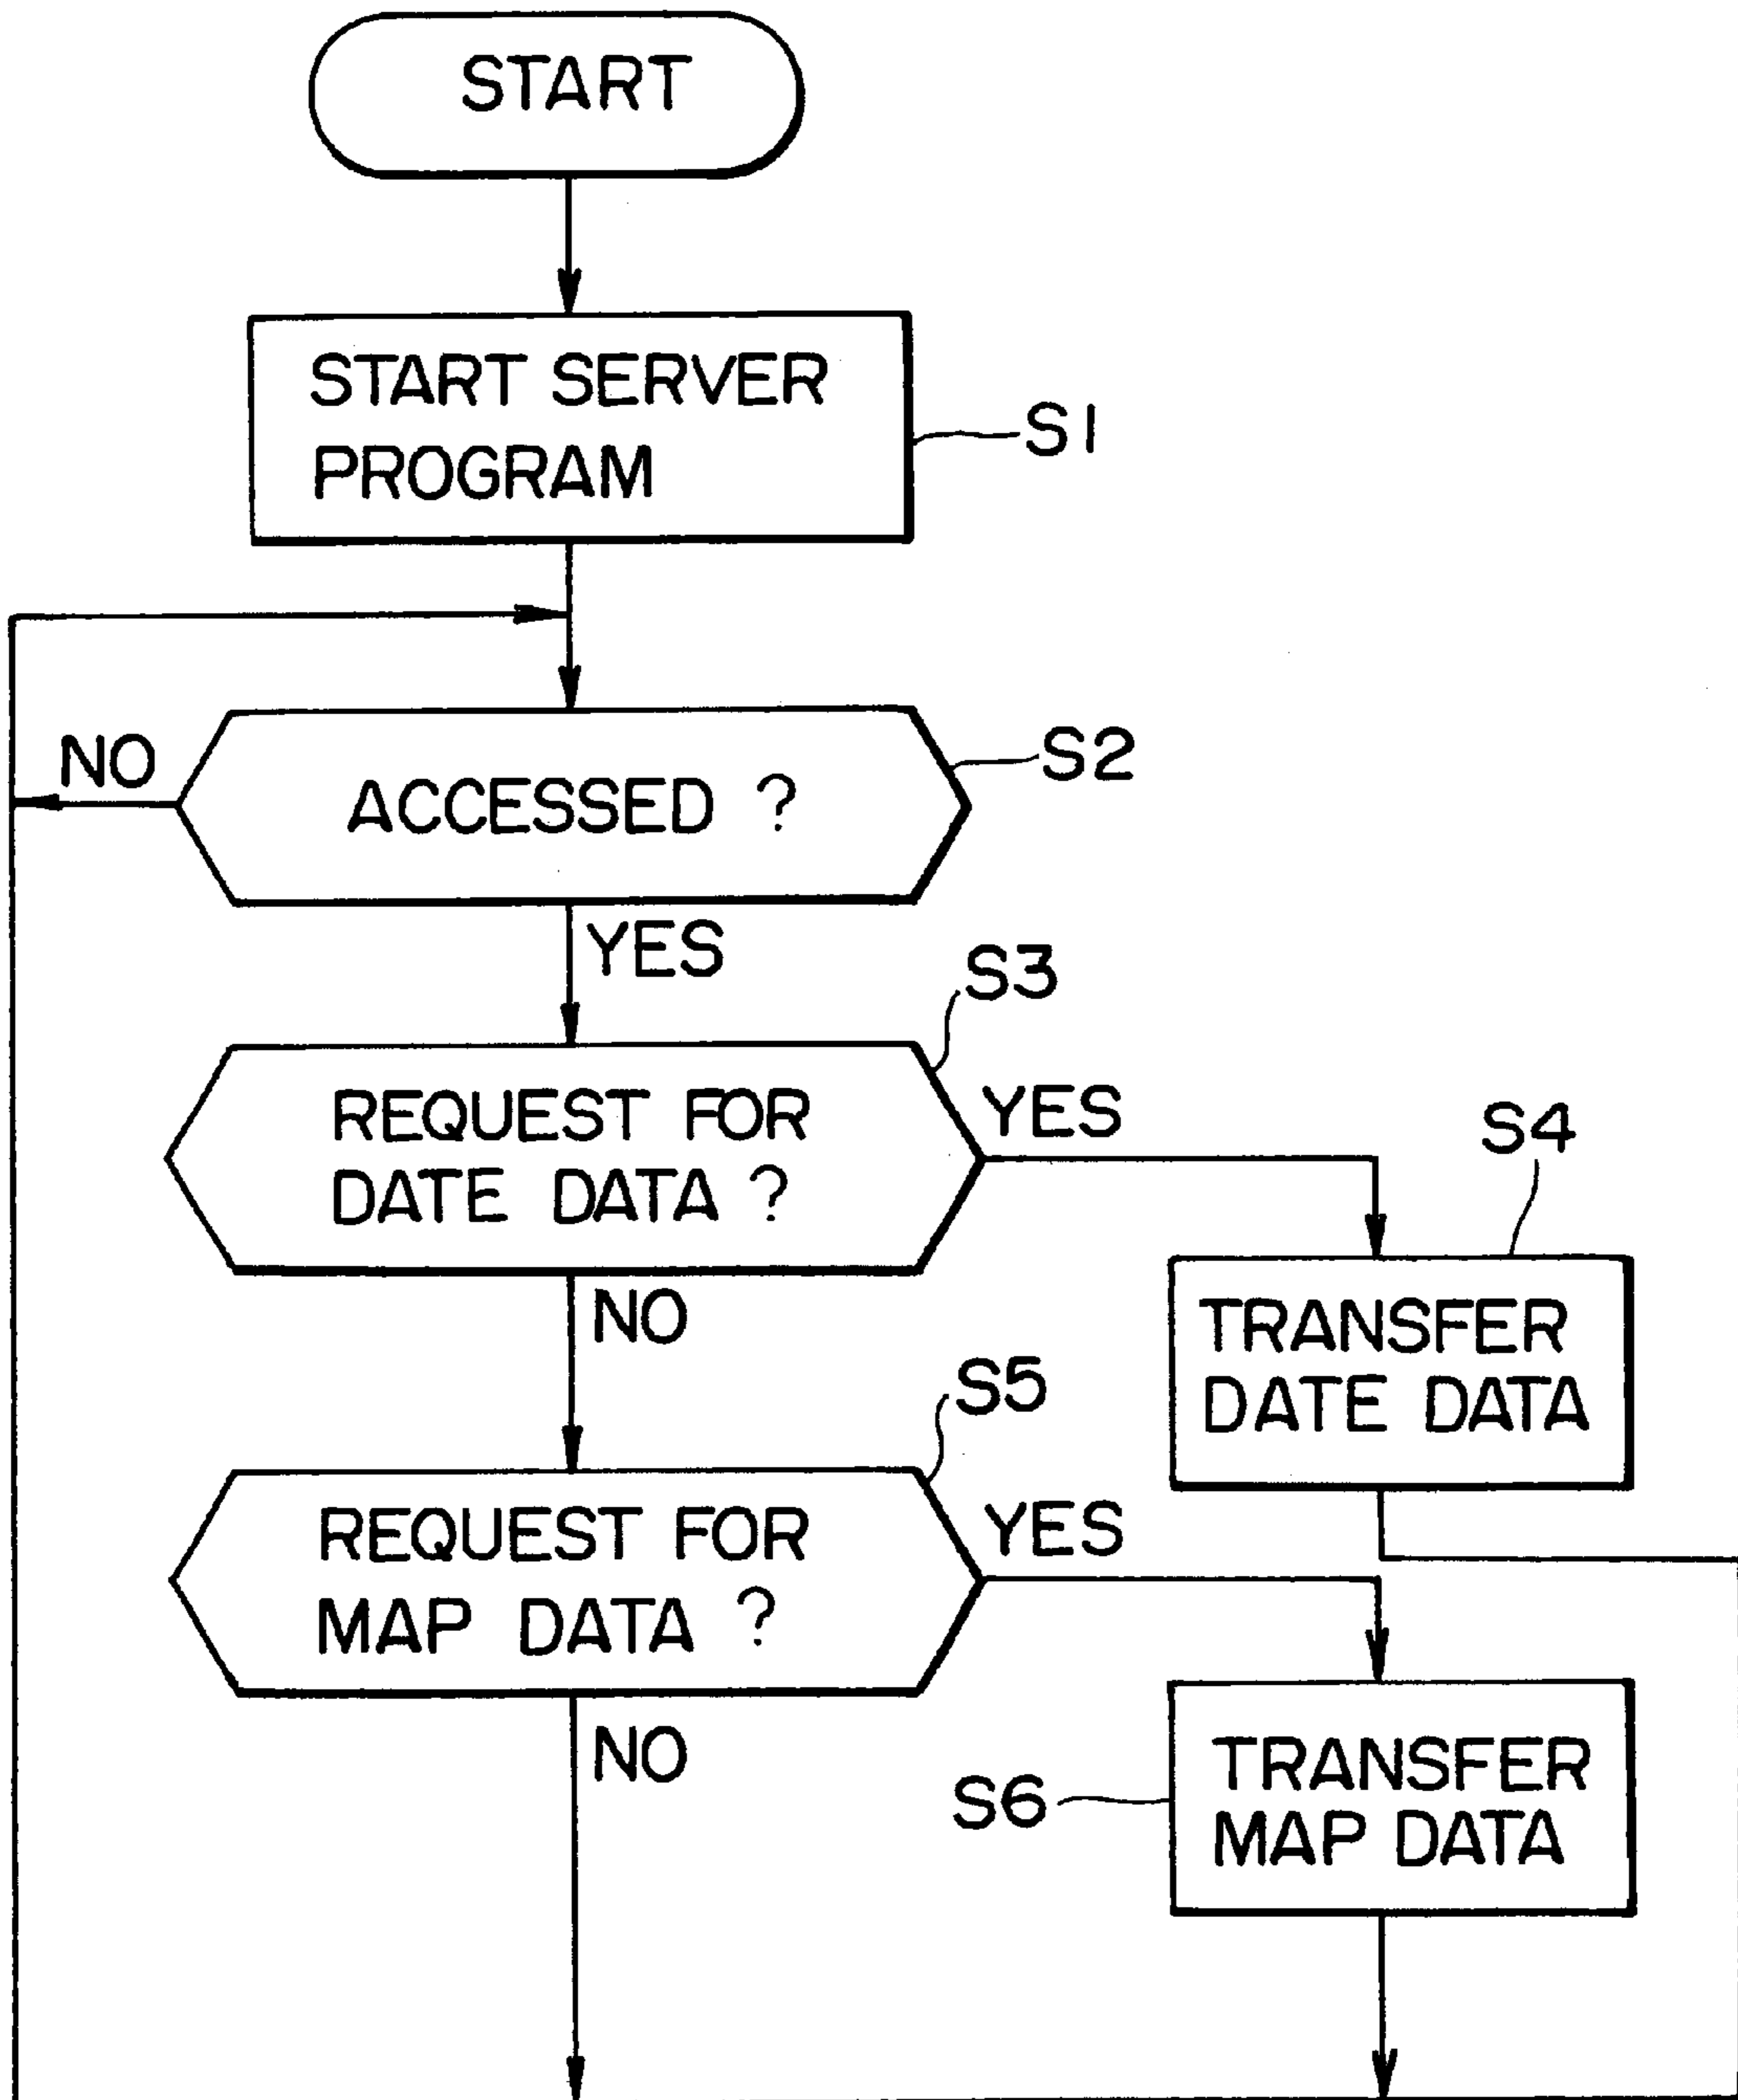 START
START SERVER
PROGRAM
S1
NO
ACCESSED ?
S2
YES
S3
REQUEST FOR
DATE DATA ?
YES
S4
NO
TRANSFER
DATE DATA
S5
REQUEST FOR
MAP DATA ?
YES
NO
S6
TRANSFER
MAP DATA